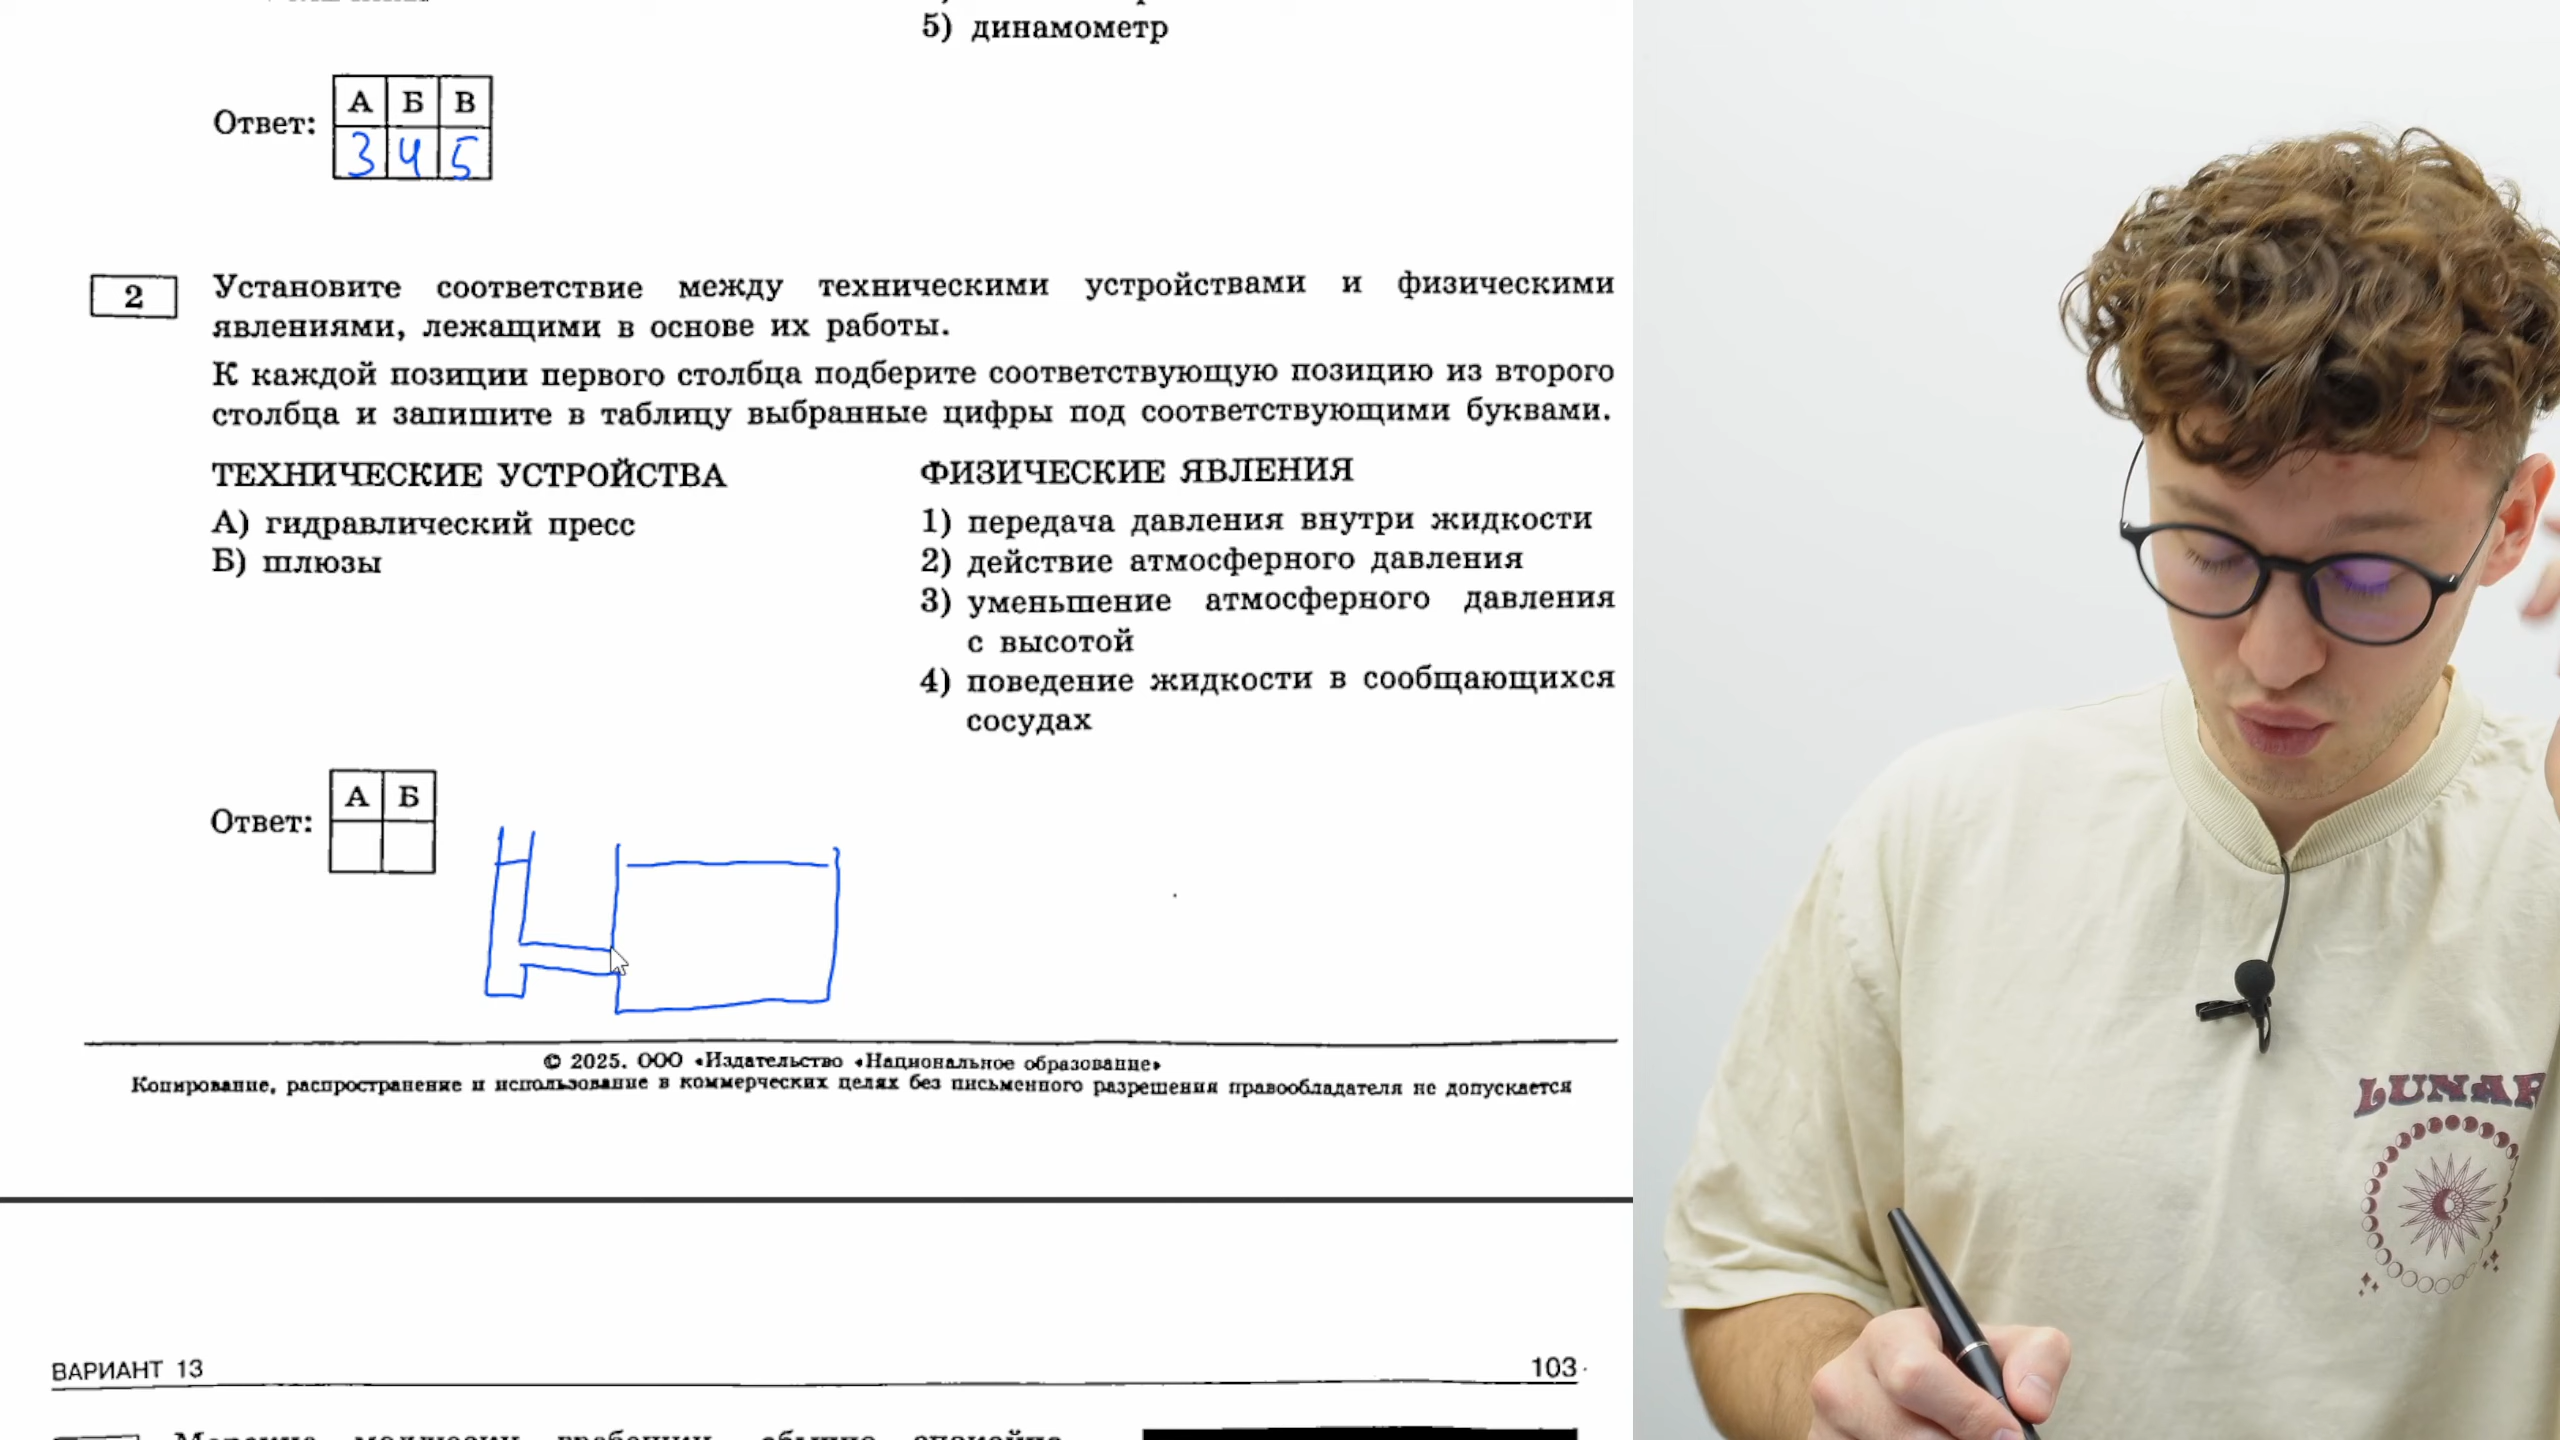 5) динамометр
А Б В
Ответ:
3 4 5
2 Установите соответствие между техническими устройствами и физическими
явлениями, лежащими в основе их работы.
К каждой позиции первого столбца подберите соответствующую позицию из второго
столбца и запишите в таблицу выбранные цифры под соответствующими буквами.
ТЕХНИЧЕСКИЕ УСТРОЙСТВА
А) гидравлический пресс
Б) шлюзы
ФИЗИЧЕСКИЕ ЯВЛЕНИЯ
1) передача давления внутри жидкости
2) действие атмосферного давления
3) уменьшение атмосферного давления
с высотой
4) поведение жидкости в сообщающихся
сосудах
А Б
Ответ:
© 2025. ООО «Издательство «Национальное образование»
Копирование, распространение и использование в коммерческих целях без письменного разрешения правообладателя не допускается
ВАРИАНТ 13
103
LUNAR